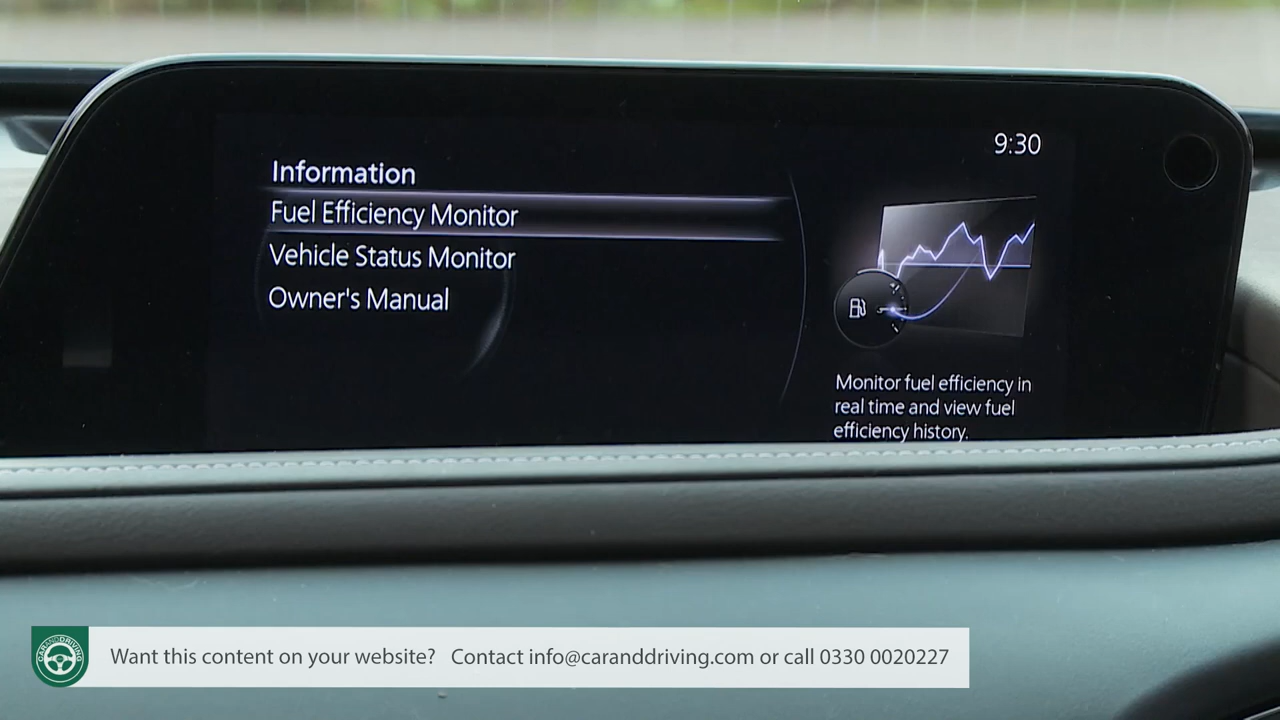 9:30
Information
Fuel Efficiency Monitor
Vehicle Status Monitor
Owner's Manual
Monitor fuel efficiency in
real time and view fuel
efficiency history.
CARANDDRIVING
Want this content on your website? Contact info@caranddriving.com or call 0330 0020227